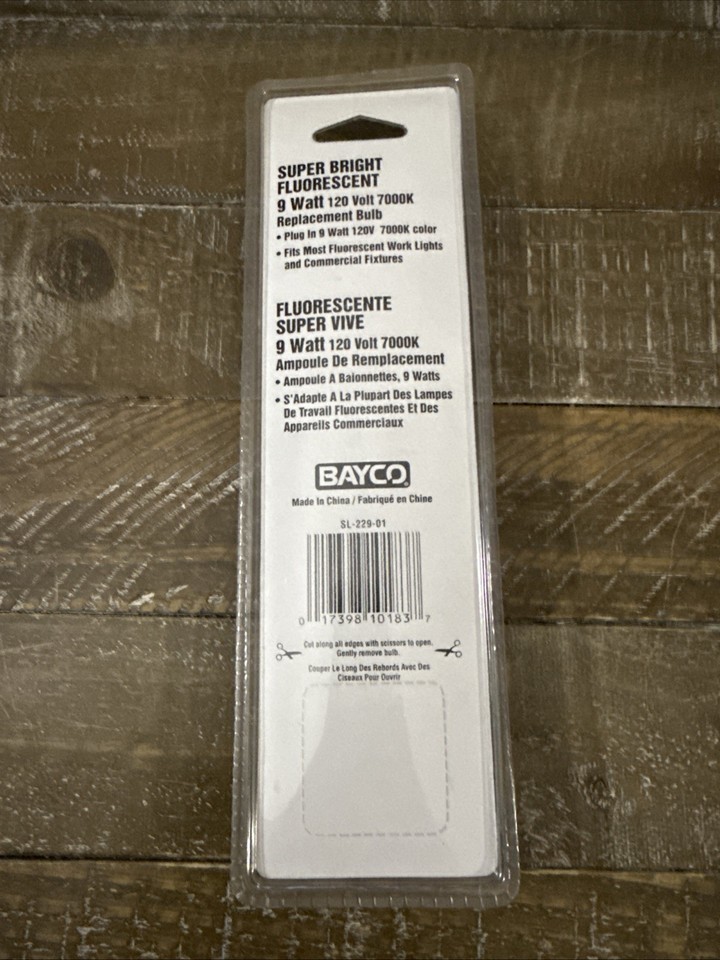 SUPER BRIGHT
FLUORESCENT
9 Watt 120 Volt 7000K
Replacement Bulb
• Plug In 9 Watt 120V 7000K color
• Fits Most Fluorescent Work Lights
and Commercial Fixtures
FLUORESCENTE
SUPER VIVE
9 Watt 120 Volt 7000K
Ampoule De Remplacement
• Ampoule A Baionnettes, 9 Watts
• S'Adapte A La Plupart Des Lampes
De Travail Fluorescentes Et Des
Appareils Commerciaux
BAYCO
Made In China / Fabriqué en Chine
SL-229-01
0 17398 10183 7
Cut along all edges with scissors to open.
Gently remove bulb.
Couper Le Long Des Rebords Avec Des
Ciseaux Pour Ouvrir